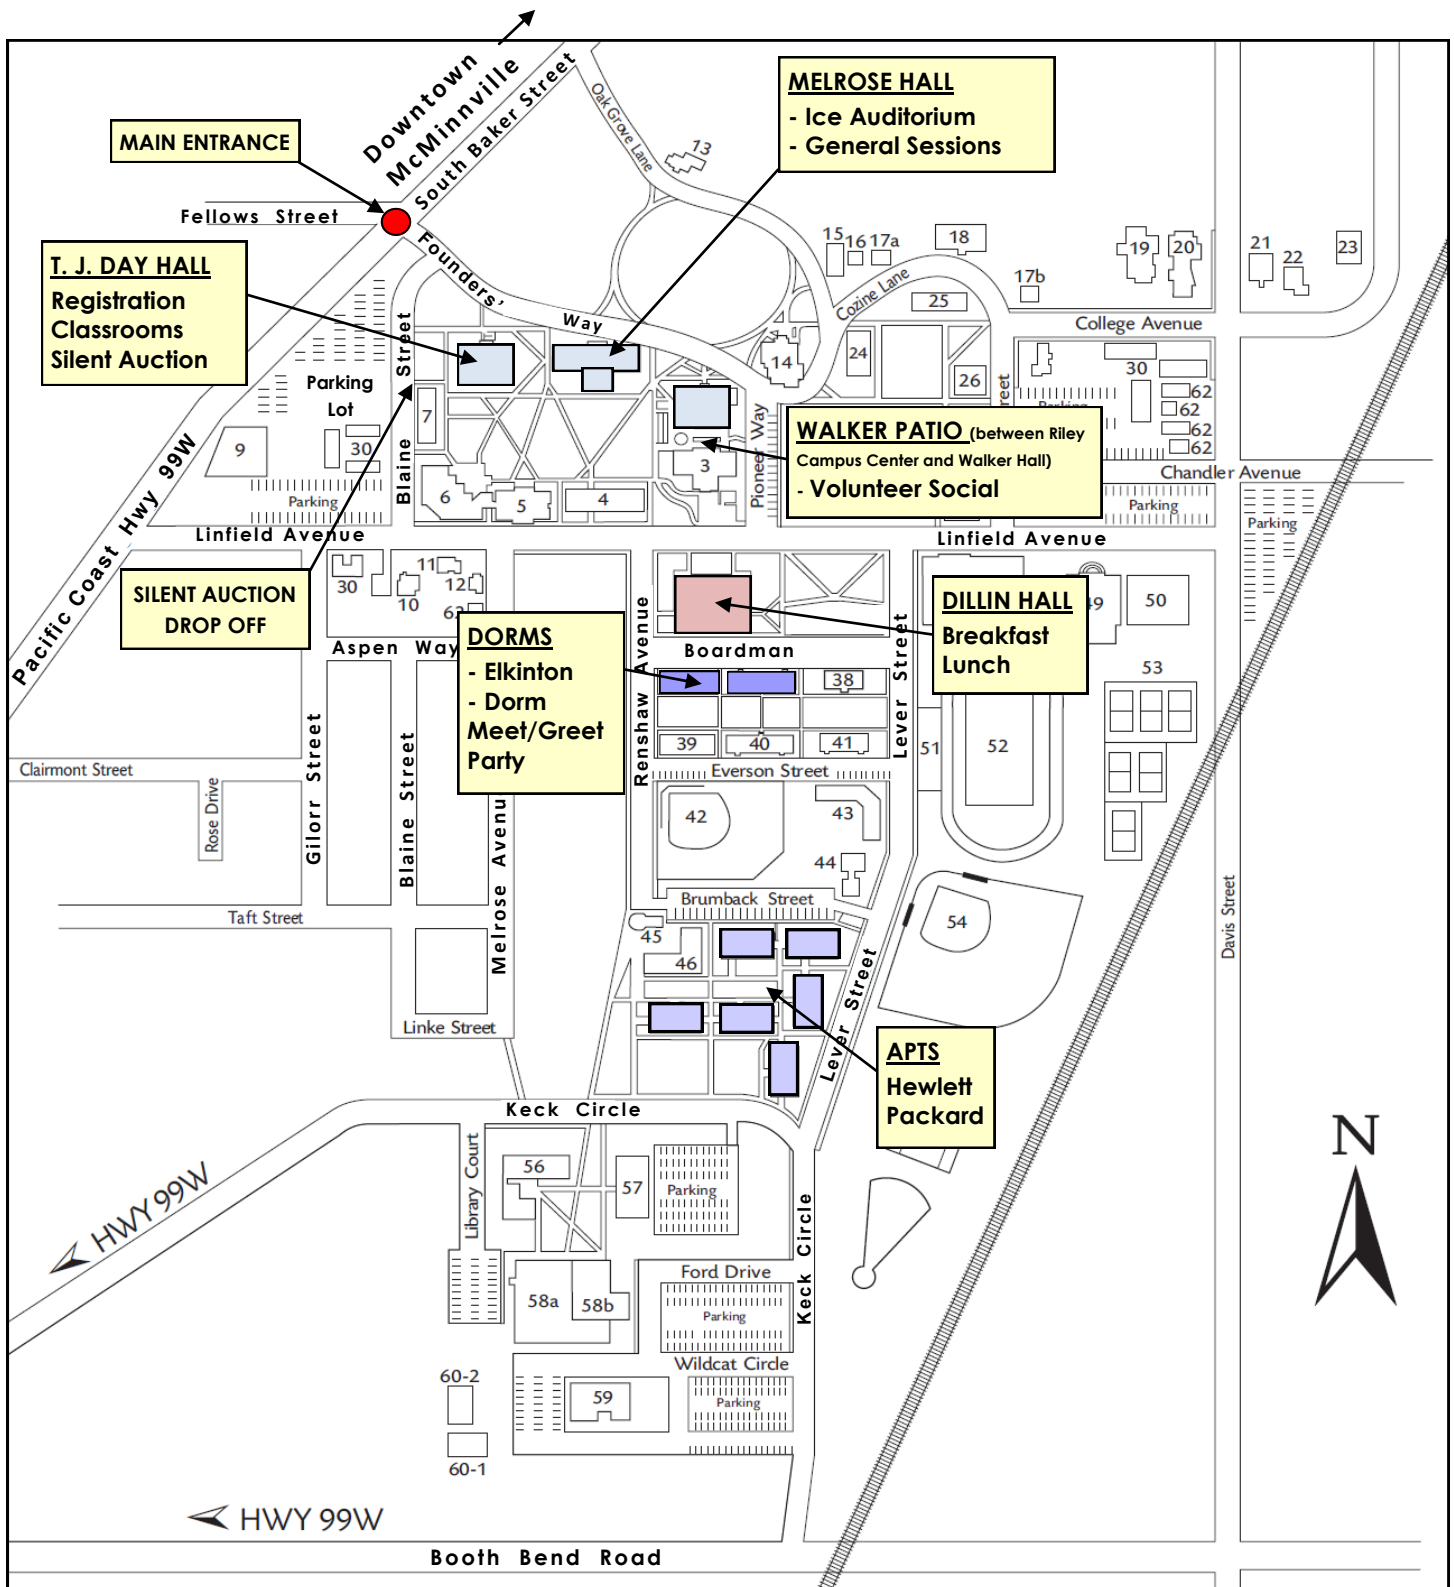 Downtown
McMinnville
South Baker Street
Oak Grove Lane
MELROSE HALL
- Ice Auditorium
- General Sessions
MAIN ENTRANCE
13
Fellows Street
Founders'
Way
T. J. DAY HALL
Registration
Classrooms
Silent Auction
15
16
17a
18
19
20
21
22
23
17b
Cozine Lane
25
College Avenue
Parking
Lot
Blaine Street
7
14
24
26
30
Parking
62
62
62
62
9
30
Parking
6
5
4
3
Pioneer Way
WALKER PATIO (between Riley
Campus Center and Walker Hall)
- Volunteer Social
reet
Chandler Avenue
Parking
Parking
Pacific Coast Hwy 99W
Linfield Avenue
Linfield Avenue
SILENT AUCTION
DROP OFF
30
11
10
12
62
Aspen Way
DORMS
- Elkinton
- Dorm
Meet/Greet
Party
Renshaw Avenue
Boardman
Lever Street
DILLIN HALL
Breakfast
Lunch
49
50
53
38
39
40
41
51
52
Everson Street
Clairmont Street
Rose Drive
Gilorr Street
Blaine Street
Melrose Avenue
42
43
44
Brumback Street
Taft Street
45
46
54
Davis Street
Linke Street
Lever Street
APTS
Hewlett
Packard
Keck Circle
N
HWY 99W
Library Court
56
57
Parking
Keck Circle
Ford Drive
58a
58b
Parking
Wildcat Circle
60-2
59
Parking
60-1
HWY 99W
Booth Bend Road